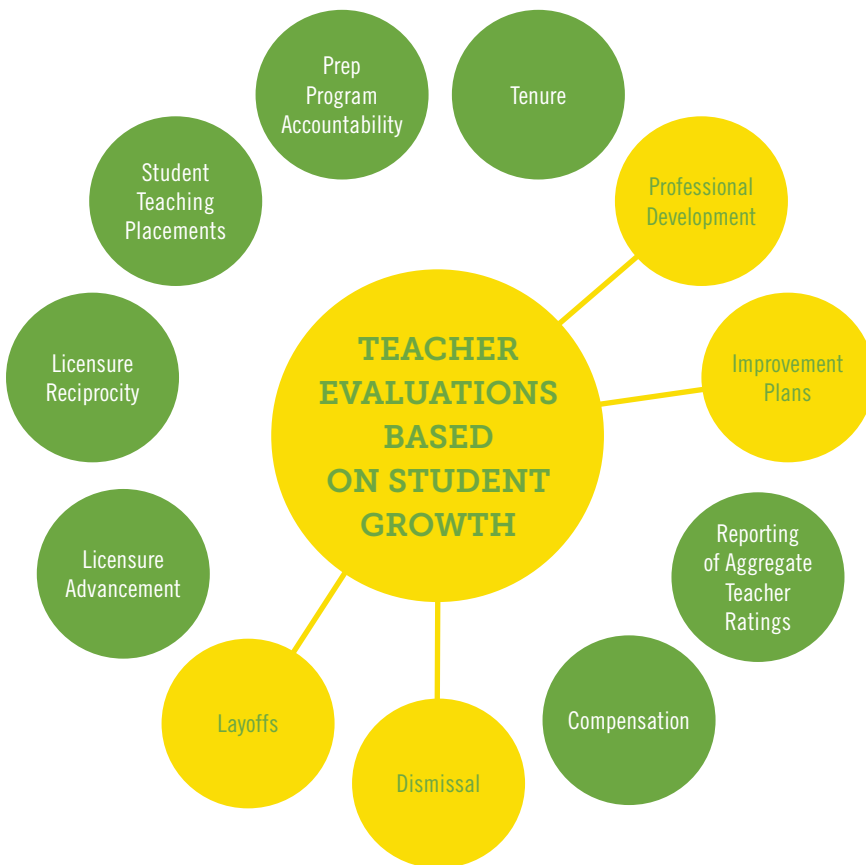 Prep
Program
Accountability
Tenure
Student
Teaching
Placements
Professional
Development
Licensure
Reciprocity
TEACHER
EVALUATIONS
BASED
ON STUDENT
GROWTH
Improvement
Plans
Licensure
Advancement
Reporting
of Aggregate
Teacher
Ratings
Layoffs
Compensation
Dismissal